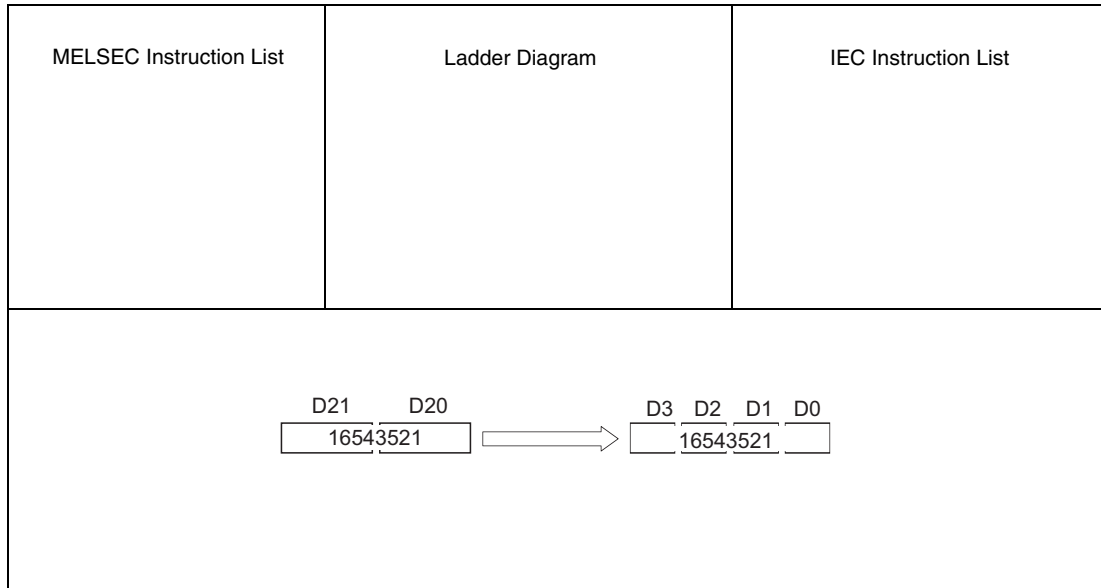 MELSEC Instruction List
Ladder Diagram
IEC Instruction List
D21 D20 D3 D2 D1 D0
16543521 16543521